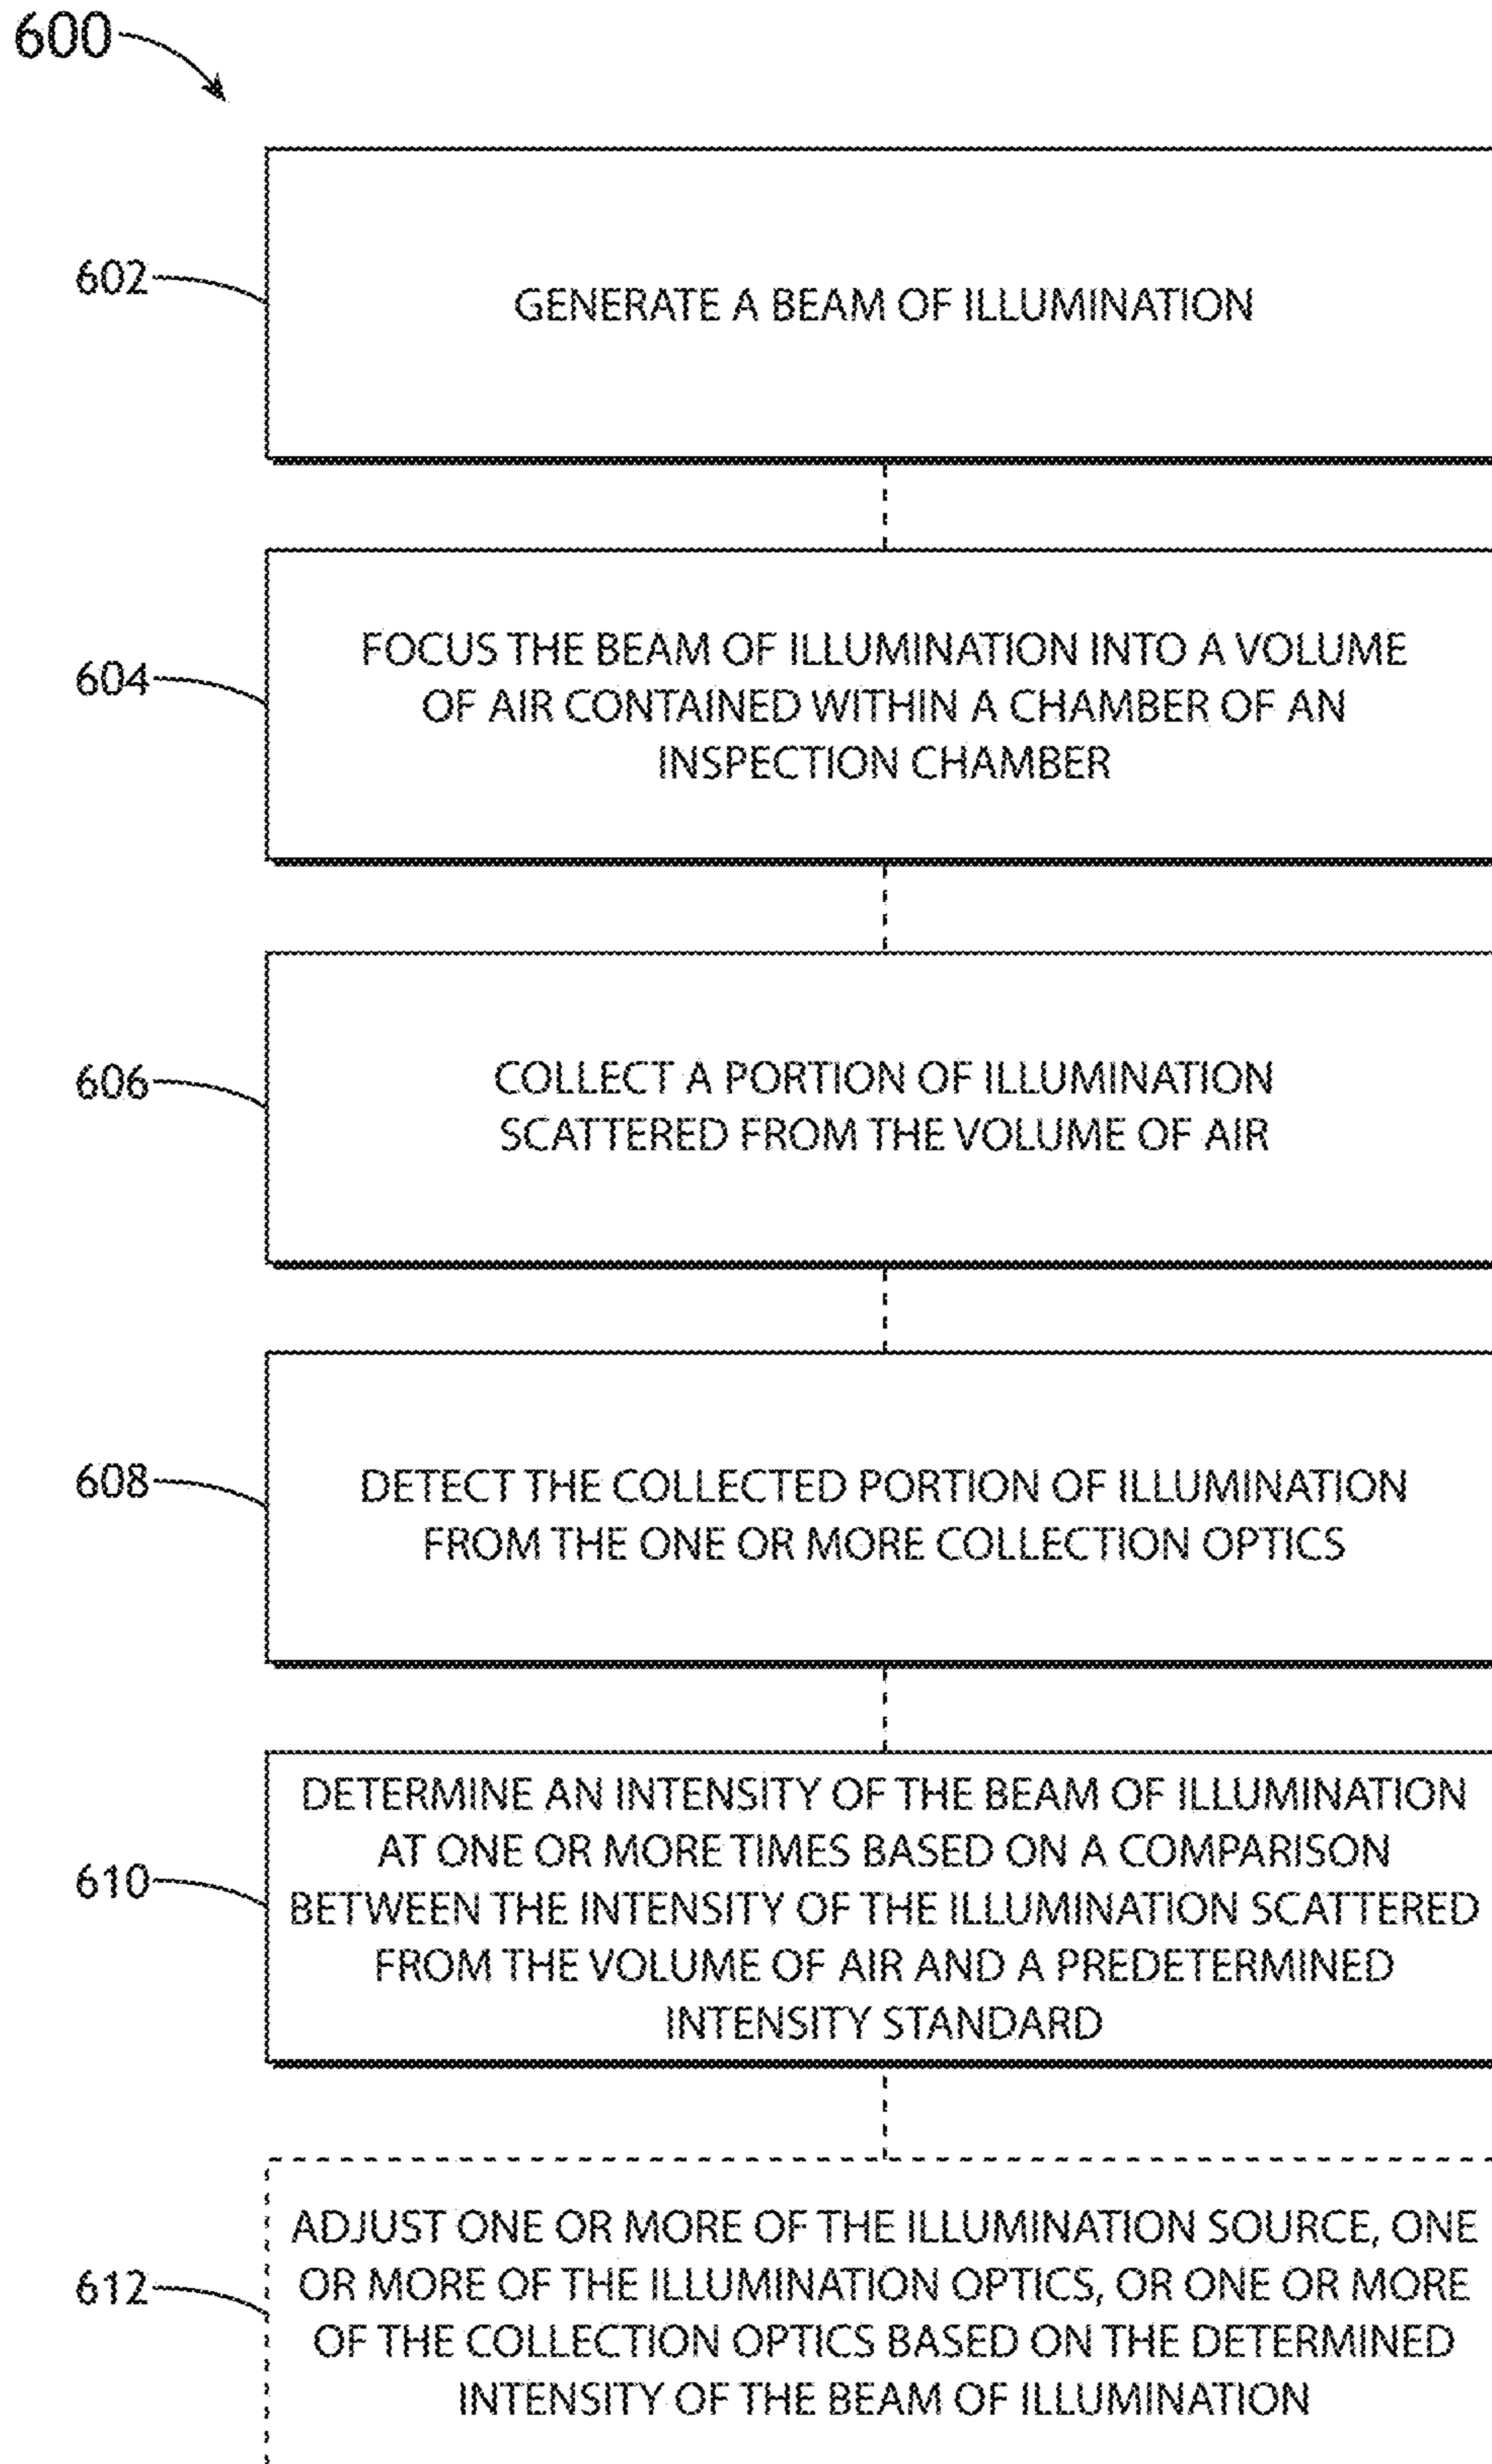 600
602
GENERATE A BEAM OF ILLUMINATION
604
FOCUS THE BEAM OF ILLUMINATION INTO A VOLUME
OF AIR CONTAINED WITHIN A CHAMBER OF AN
INSPECTION CHAMBER
606
COLLECT A PORTION OF ILLUMINATION
SCATTERED FROM THE VOLUME OF AIR
608
DETECT THE COLLECTED PORTION OF ILLUMINATION
FROM THE ONE OR MORE COLLECTION OPTICS
610
DETERMINE AN INTENSITY OF THE BEAM OF ILLUMINATION
AT ONE OR MORE TIMES BASED ON A COMPARISON
BETWEEN THE INTENSITY OF THE ILLUMINATION SCATTERED
FROM THE VOLUME OF AIR AND A PREDETERMINED
INTENSITY STANDARD
612
ADJUST ONE OR MORE OF THE ILLUMINATION SOURCE, ONE
OR MORE OF THE ILLUMINATION OPTICS, OR ONE OR MORE
OF THE COLLECTION OPTICS BASED ON THE DETERMINED
INTENSITY OF THE BEAM OF ILLUMINATION